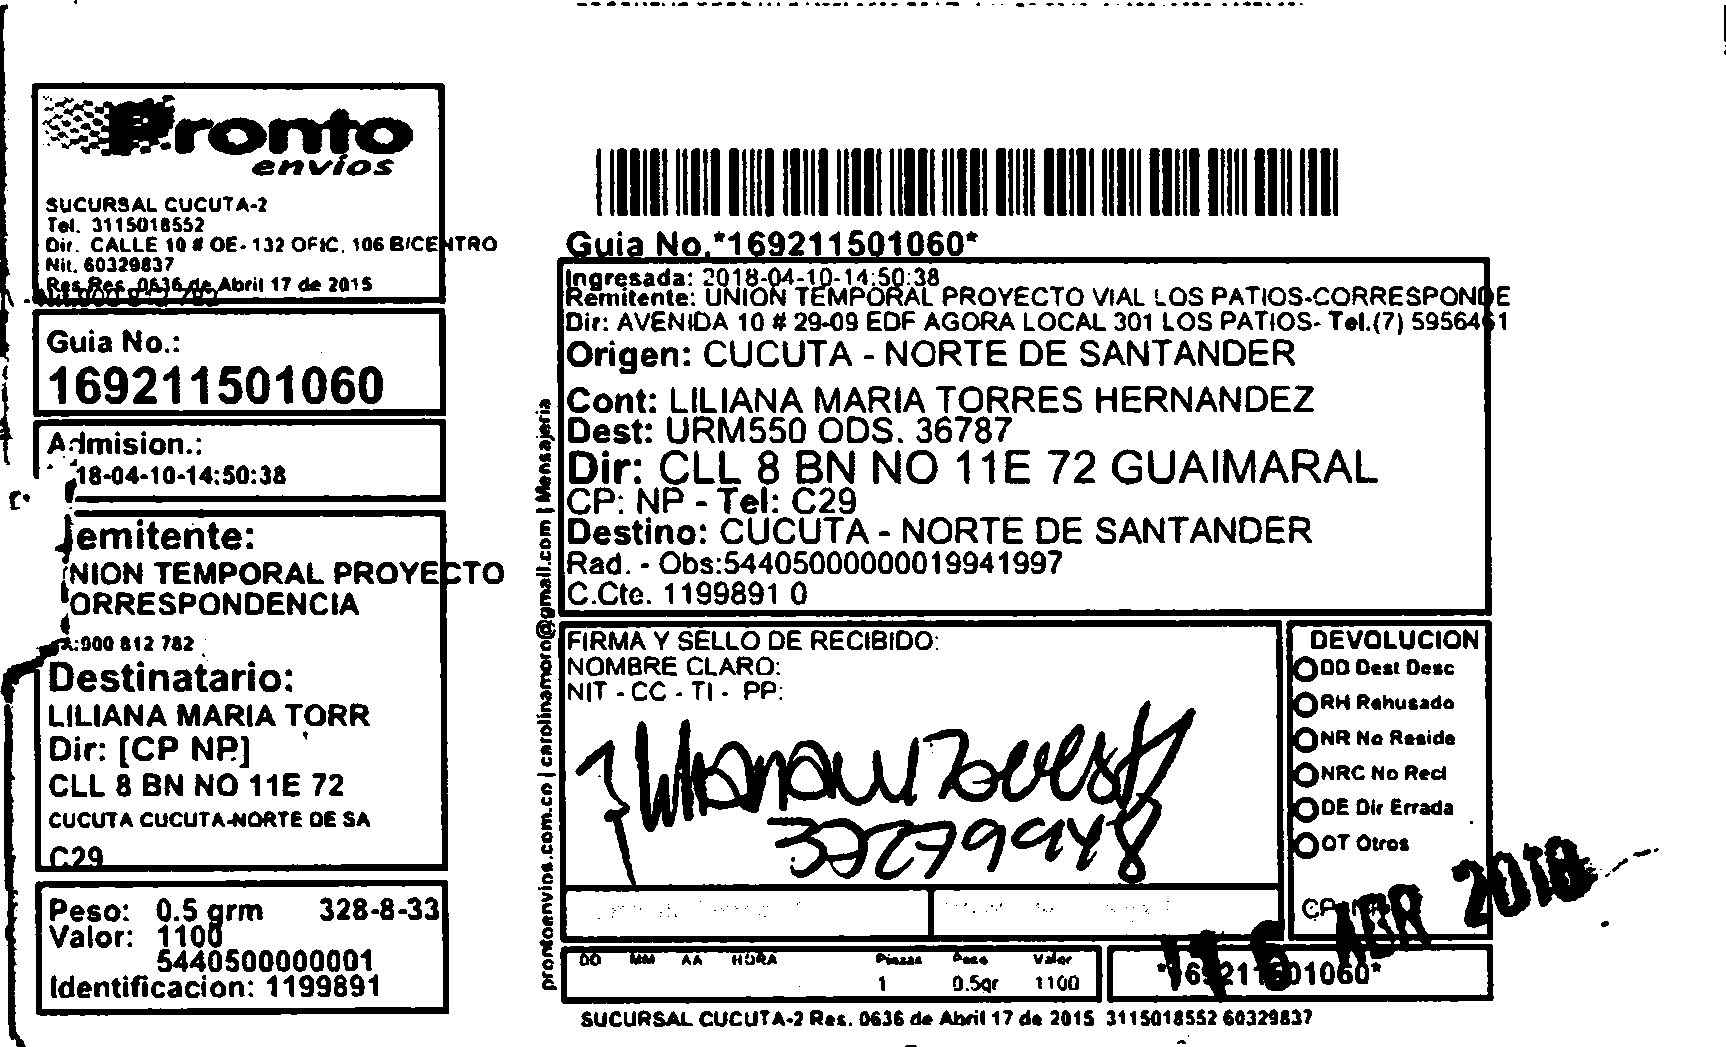 Pronto
envíos
SUCURSAL CUCUTA-2
Tel. 3115018552
Dir. CALLE 10 # OE-132 OFIC. 106 B/CENTRO
Nit. 60329837
Res.Res. 0636 de Abril 17 de 2015
Guia No.:
169211501060
Admision.:
18-04-10-14:50:38
emitente:
NION TEMPORAL PROYECTO
ORRESPONDENCIA
:900 812 782
Destinatario:
LILIANA MARIA TORR
Dir: [CP NP.]
CLL 8 BN NO 11E 72
CUCUTA CUCUTA-NORTE DE SA
C29
Peso: 0.5 grm 328-8-33
Valor: 1100
5440500000001
Identificacion: 1199891
prontoenvios.com.co | carolinamoro@gmail.com | Mensajeria
Guia No.*169211501060*
Ingresada: 2018-04-10-14:50:38
Remitente: UNION TEMPORAL PROYECTO VIAL LOS PATIOS-CORRESPONDE
Dir: AVENIDA 10 # 29-09 EDF AGORA LOCAL 301 LOS PATIOS- Tel.(7) 5956461
Origen: CUCUTA - NORTE DE SANTANDER
Cont: LILIANA MARIA TORRES HERNANDEZ
Dest: URM550 ODS. 36787
Dir: CLL 8 BN NO 11E 72 GUAIMARAL
CP: NP - Tel: C29
Destino: CUCUTA - NORTE DE SANTANDER
Rad. - Obs:54405000000019941997
C.Cte. 1199891 0
FIRMA Y SELLO DE RECIBIDO:
NOMBRE CLARO:
NIT - CC - TI - PP:
37279948
DEVOLUCION
DD Dest Desc
RH Rehusado
NR No Reside
NRC No Recl
DE Dir Errada
OT Otros
ABR 2018
DD MM AA HORA Piezas Peso Valor
1 0.5gr 1100
*169211501060*
SUCURSAL CUCUTA-2 Res. 0636 de Abril 17 de 2015 3115018552 60329837